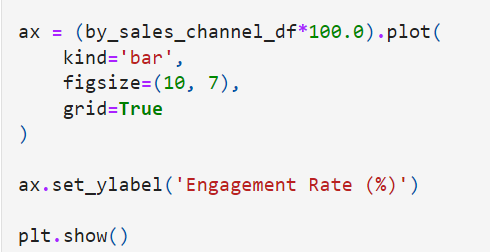 ax = (by_sales_channel_df*100.0).plot(
    kind='bar',
    figsize=(10, 7),
    grid=True
)
ax.set_ylabel('Engagement Rate (%)')
plt.show()